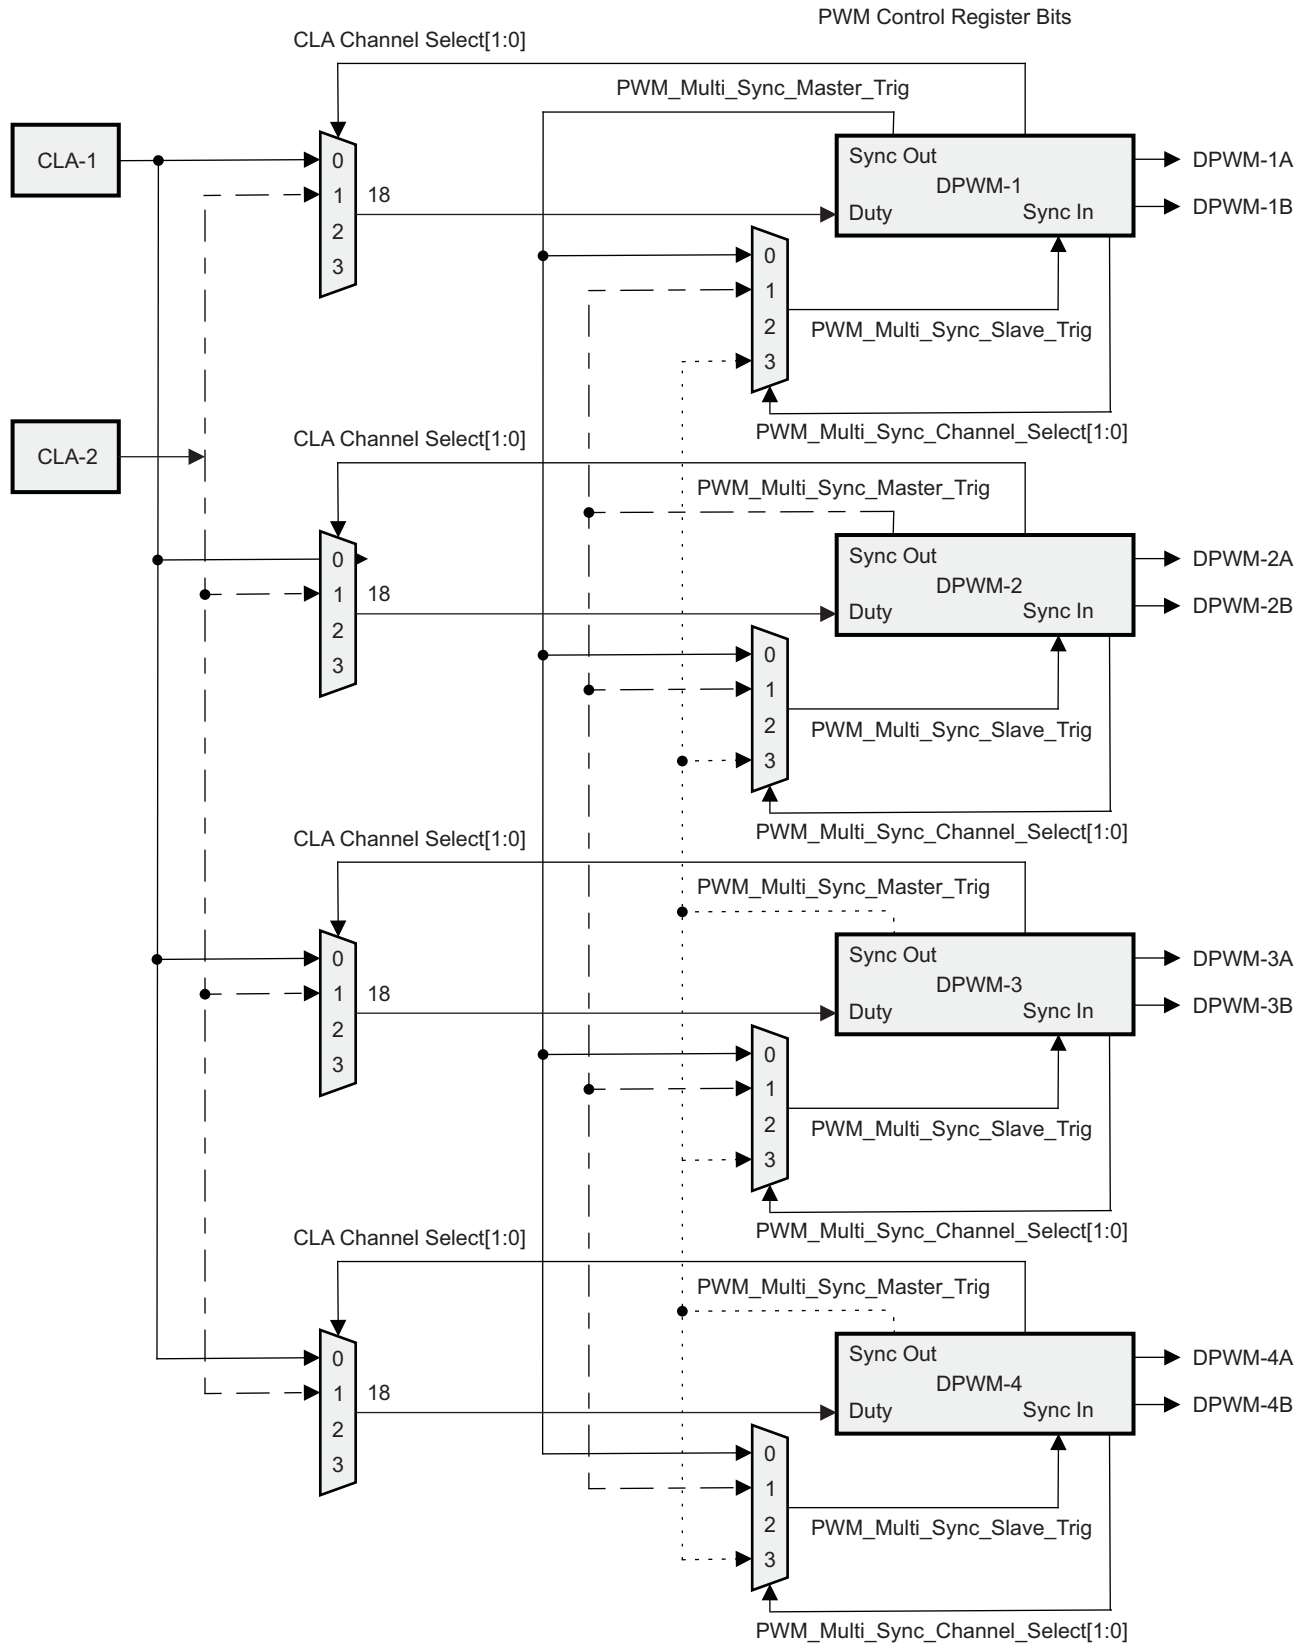 PWM Control Register Bits
CLA Channel Select[1:0]
PWM_Multi_Sync_Master_Trig
CLA-1
0
1
2
3
18
Sync Out
DPWM-1
Duty
Sync In
DPWM-1A
DPWM-1B
0
1
2
3
PWM_Multi_Sync_Slave_Trig
PWM_Multi_Sync_Channel_Select[1:0]
CLA-2
CLA Channel Select[1:0]
PWM_Multi_Sync_Master_Trig
0
1
2
3
18
Sync Out
DPWM-2
Duty
Sync In
DPWM-2A
DPWM-2B
0
1
2
3
PWM_Multi_Sync_Slave_Trig
PWM_Multi_Sync_Channel_Select[1:0]
CLA Channel Select[1:0]
PWM_Multi_Sync_Master_Trig
0
1
2
3
18
Sync Out
DPWM-3
Duty
Sync In
DPWM-3A
DPWM-3B
0
1
2
3
PWM_Multi_Sync_Slave_Trig
PWM_Multi_Sync_Channel_Select[1:0]
CLA Channel Select[1:0]
PWM_Multi_Sync_Master_Trig
0
1
2
3
18
Sync Out
DPWM-4
Duty
Sync In
DPWM-4A
DPWM-4B
0
1
2
3
PWM_Multi_Sync_Slave_Trig
PWM_Multi_Sync_Channel_Select[1:0]